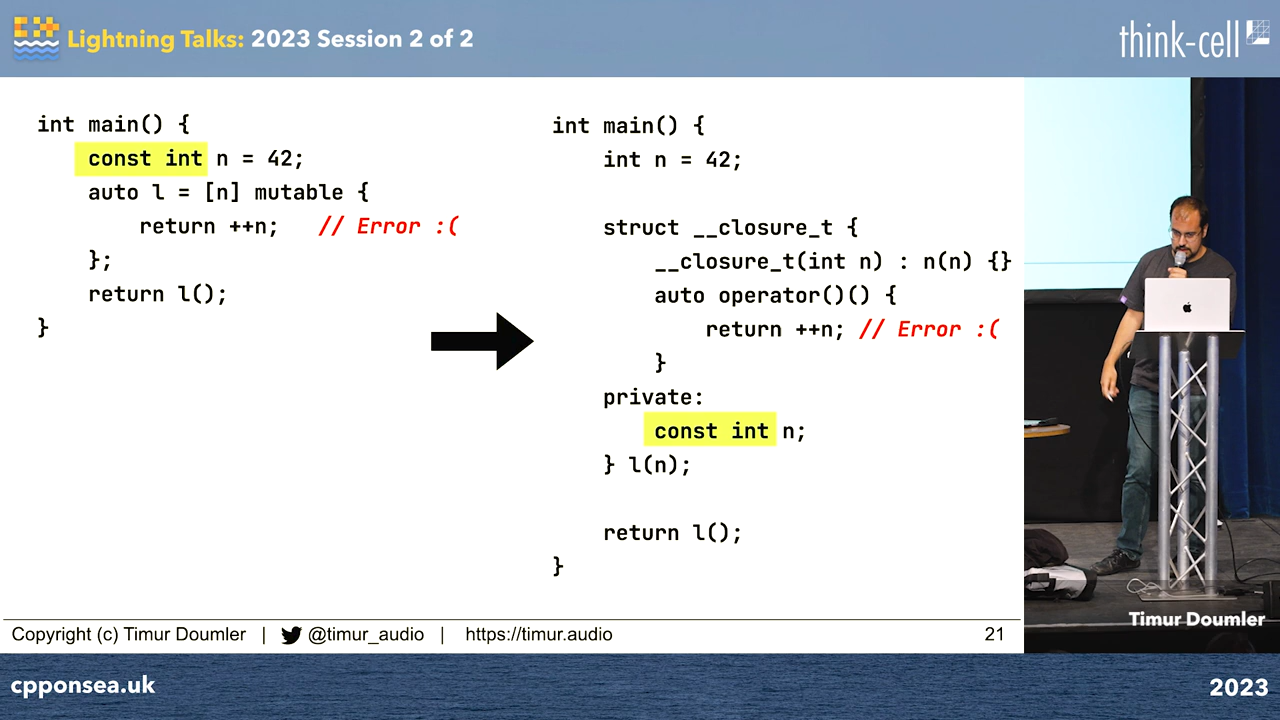 Lightning Talks: 2023 Session 2 of 2
think-cell
int main() {
    const int n = 42;
    auto l = [n] mutable {
        return ++n;   // Error :(
    };
    return l();
}
int main() {
    int n = 42;
    struct __closure_t {
        __closure_t(int n) : n(n) {}
        auto operator()() {
            return ++n; // Error :(
        }
    private:
        const int n;
    } l(n);
    return l();
}
Copyright (c) Timur Doumler | @timur_audio | https://timur.audio 21
Timur Doumler
cpponsea.uk
2023